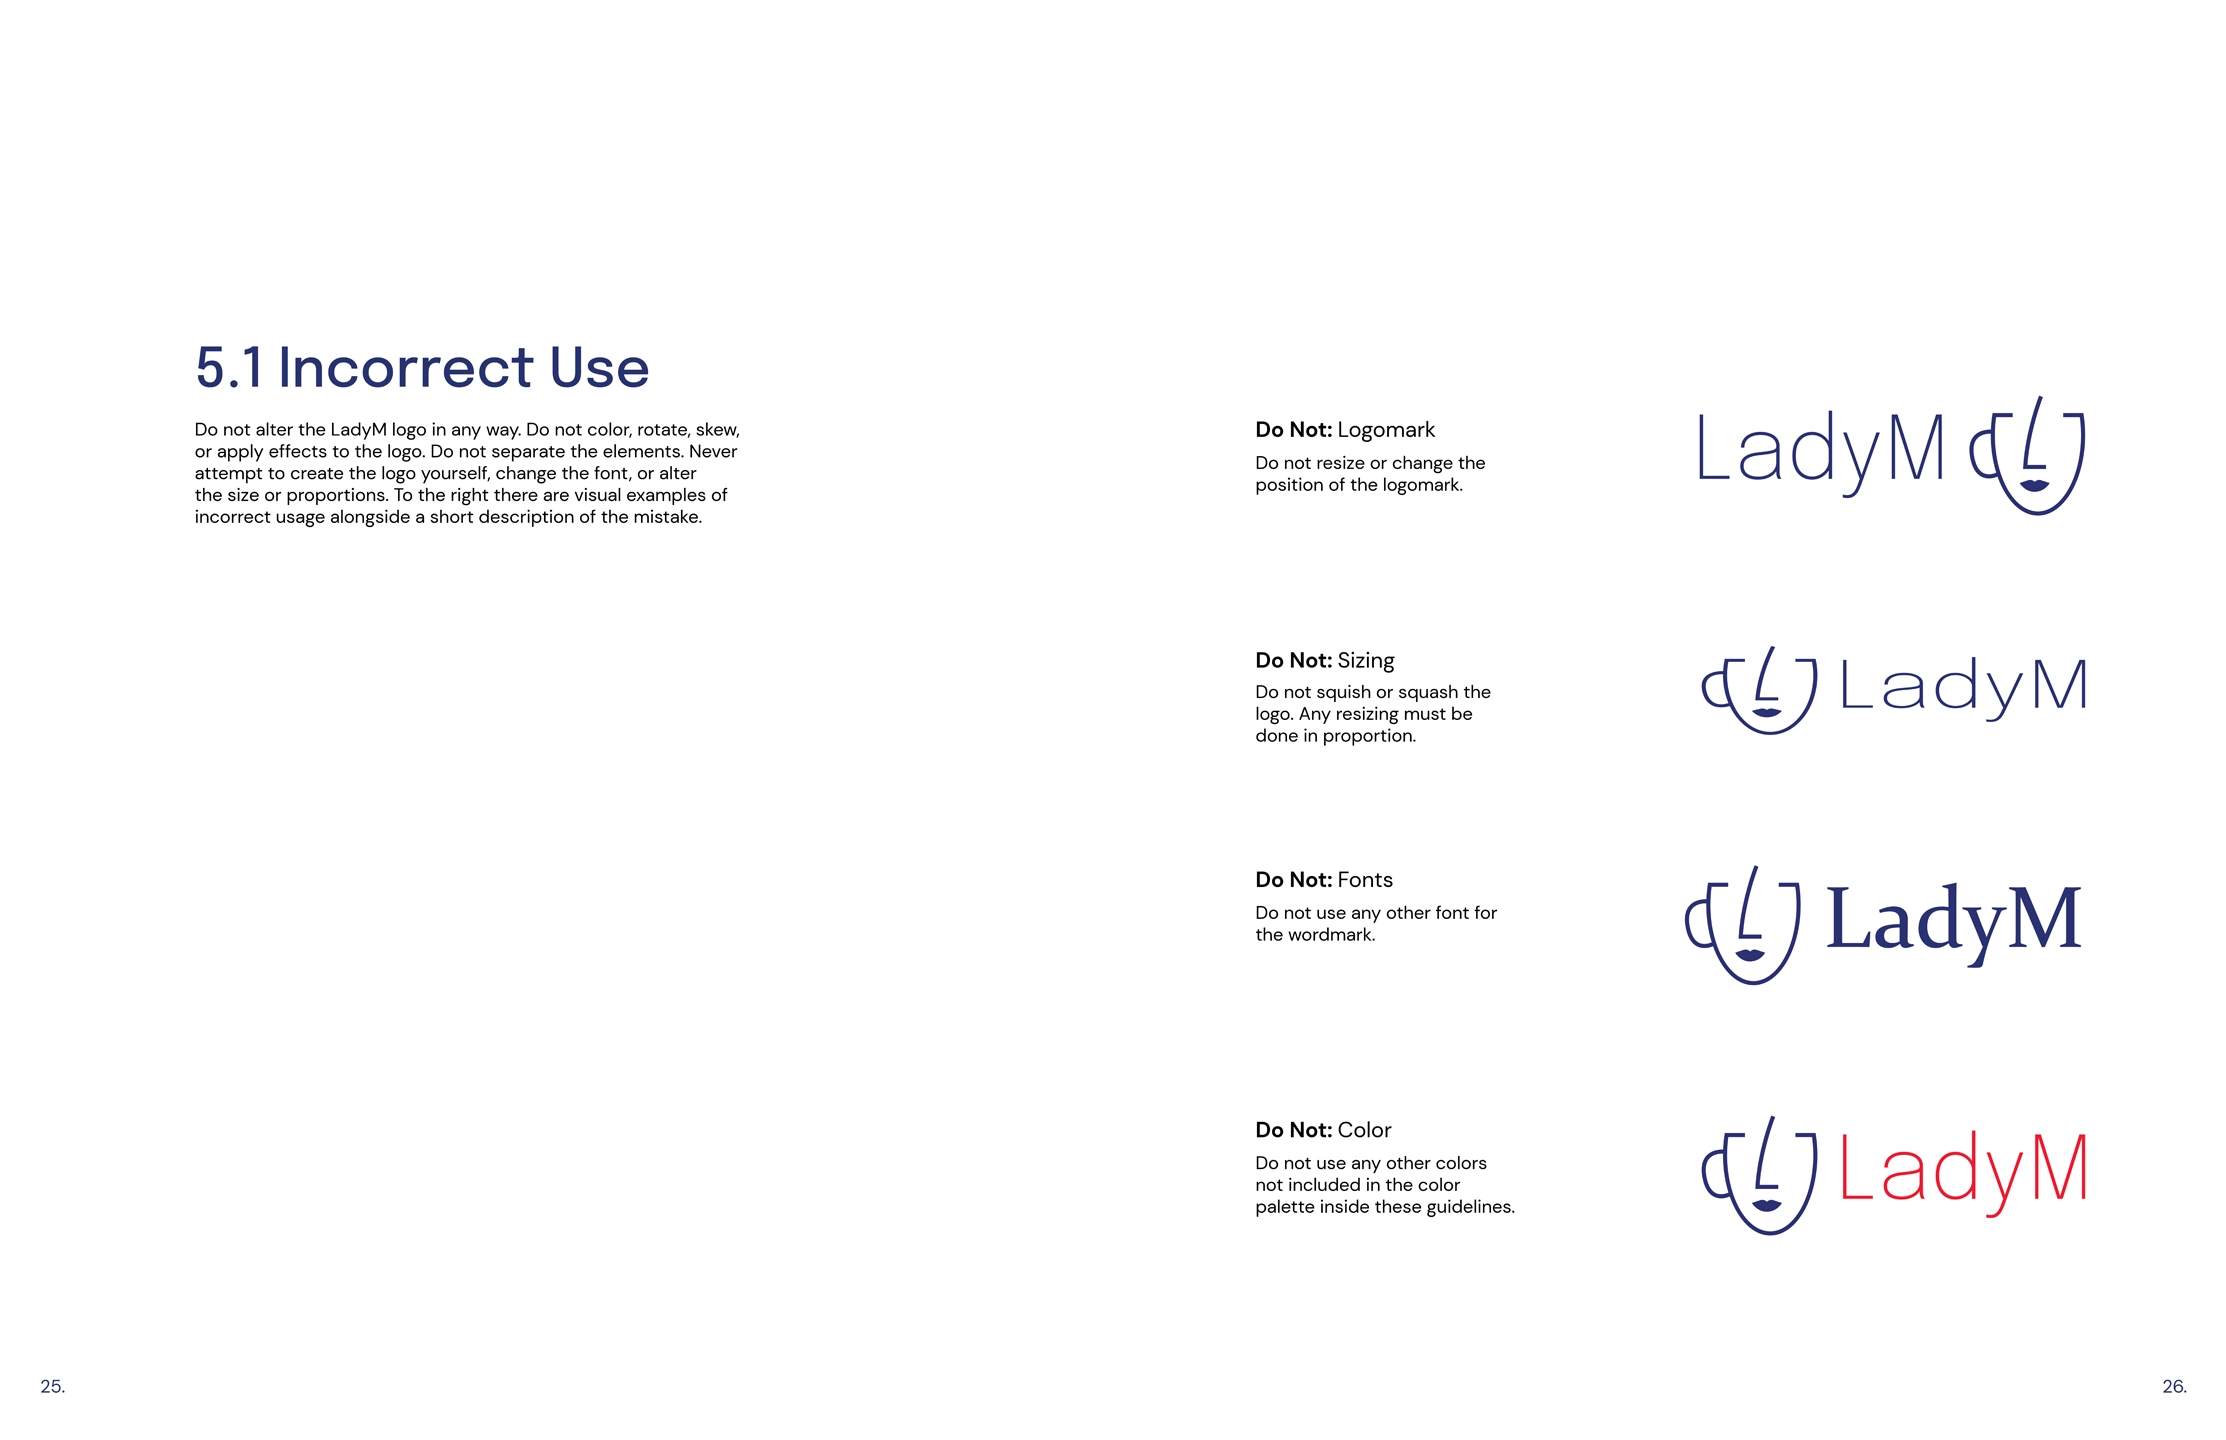 5.1 Incorrect Use
Do not alter the LadyM logo in any way. Do not color, rotate, skew,
or apply effects to the logo. Do not separate the elements. Never
attempt to create the logo yourself, change the font, or alter
the size or proportions. To the right there are visual examples of
incorrect usage alongside a short description of the mistake.
Do Not: Logomark
Do not resize or change the
position of the logomark.
LadyM
Do Not: Sizing
Do not squish or squash the
logo. Any resizing must be
done in proportion.
LadyM
Do Not: Fonts
Do not use any other font for
the wordmark.
LadyM
Do Not: Color
Do not use any other colors
not included in the color
palette inside these guidelines.
LadyM
25.
26.